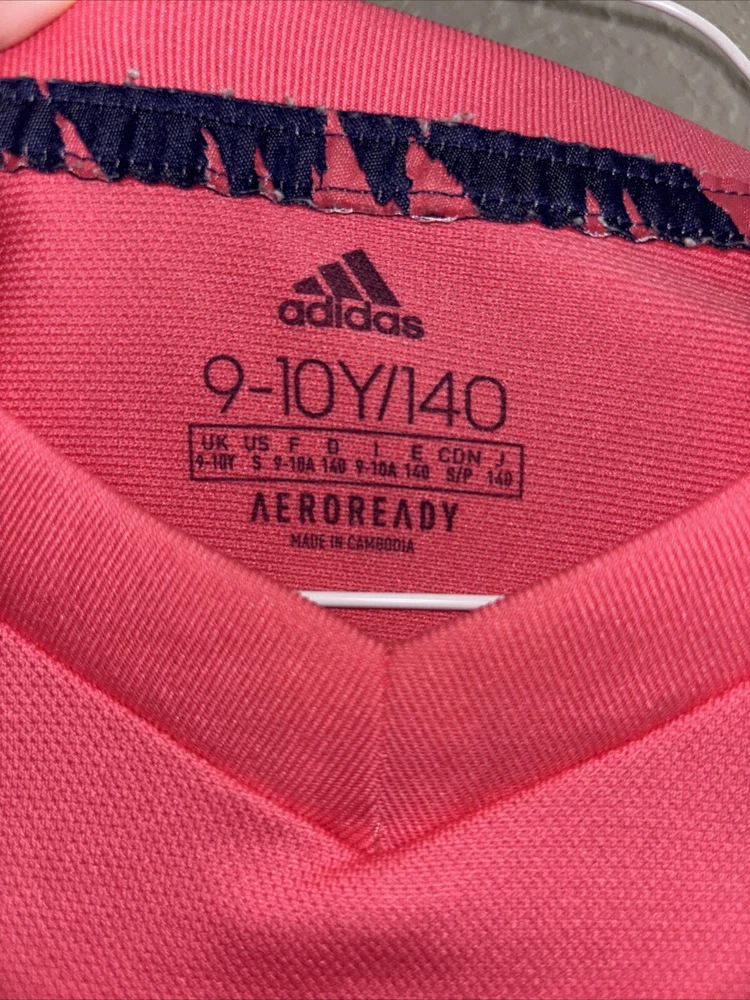 adidas
9-10Y/140
UK US F D I E CDN J
9-10Y S 9-10A 140 9-10A 140 S/P 140
AEROREADY
MADE IN CAMBODIA